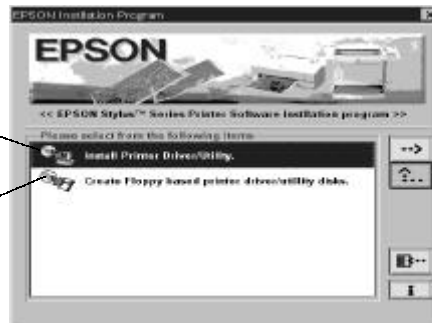 EPSON Installation Program
EPSON
<< EPSON Stylus™ Series Printer Software Instillation program >>
Please select from the following items
Install Printer Driver/Utility.
Create Floppy based printer driver/utility disks.
-->
i